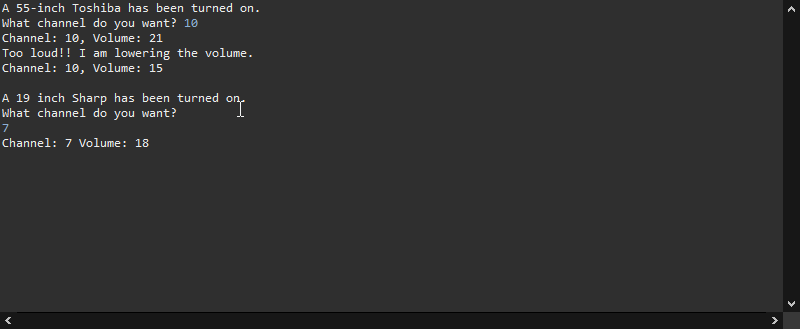 A 55-inch Toshiba has been turned on.
What channel do you want? 10
Channel: 10, Volume: 21
Too loud!! I am lowering the volume.
Channel: 10, Volume: 15
A 19 inch Sharp has been turned on.
What channel do you want?
7
Channel: 7 Volume: 18